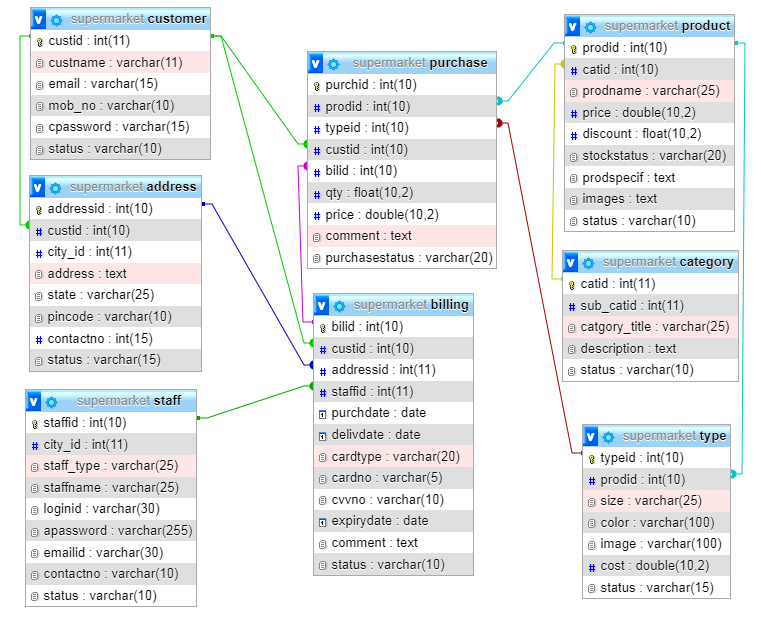 supermarket customer
custid : int(11)
custname : varchar(11)
email : varchar(15)
mob_no : varchar(10)
cpassword : varchar(15)
status : varchar(10)
supermarket address
addressid : int(10)
custid : int(10)
city_id : int(11)
address : text
state : varchar(25)
pincode : varchar(10)
contactno : int(15)
status : varchar(15)
supermarket staff
staffid : int(10)
city_id : int(11)
staff_type : varchar(25)
staffname : varchar(25)
loginid : varchar(30)
apassword : varchar(255)
emailid : varchar(30)
contactno : varchar(10)
status : varchar(10)
supermarket purchase
purchid : int(10)
prodid : int(10)
typeid : int(10)
custid : int(10)
bilid : int(10)
qty : float(10,2)
price : double(10,2)
comment : text
purchasestatus : varchar(20)
supermarket billing
bilid : int(10)
custid : int(10)
addressid : int(11)
staffid : int(11)
purchdate : date
delivdate : date
cardtype : varchar(20)
cardno : varchar(5)
cvvno : varchar(10)
expirydate : date
comment : text
status : varchar(10)
supermarket product
prodid : int(10)
catid : int(10)
prodname : varchar(25)
price : double(10,2)
discount : float(10,2)
stockstatus : varchar(20)
prodspecif : text
images : text
status : varchar(10)
supermarket category
catid : int(11)
sub_catid : int(11)
catgory_title : varchar(25)
description : text
status : varchar(10)
supermarket type
typeid : int(10)
prodid : int(10)
size : varchar(25)
color : varchar(100)
image : varchar(100)
cost : double(10,2)
status : varchar(15)